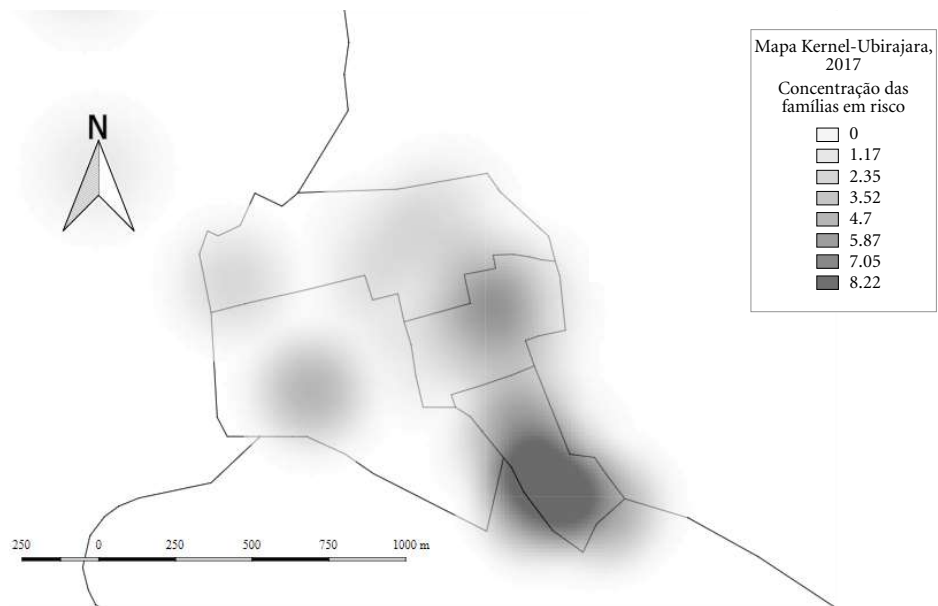 Mapa Kernel-Ubirajara,
2017
Concentração das
famílias em risco
0
1.17
2.35
3.52
4.7
5.87
7.05
8.22
N
250 0 250 500 750 1000 m